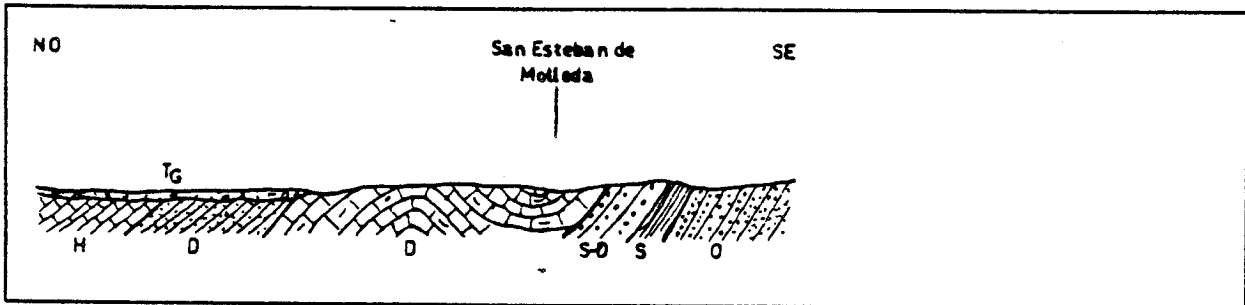 NO
San Esteban de
Molleda
SE
TG
H D D S-D S O